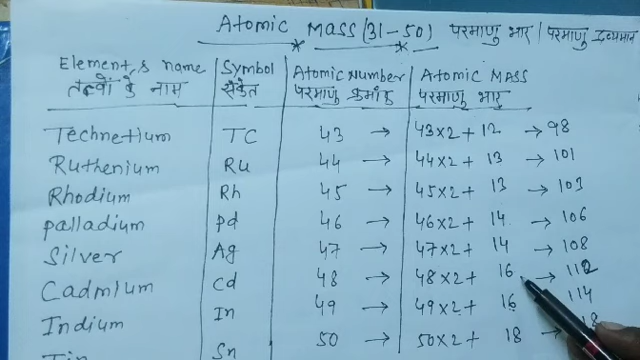 Atomic Mass (31-50) परमाणु भार / परमाणु द्रव्यमान
Element,s name Symbol Atomic Number Atomic Mass
तत्वों के नाम संकेत परमाणु क्रमांक परमाणु भार
Technetium TC 43 → 43x2+ 12 → 98
Ruthenium Ru 44 → 44x2+ 13 → 101
Rhodium Rh 45 → 45x2+ 13 → 103
palladium Pd 46 → 46x2+ 14 → 106
Silver Ag 47 → 47x2+ 14 → 108
Cadmium Cd 48 → 48x2+ 16 → 112
Indium In 49 → 49x2+ 16 114
Sn 50 → 50x2+ 18 →